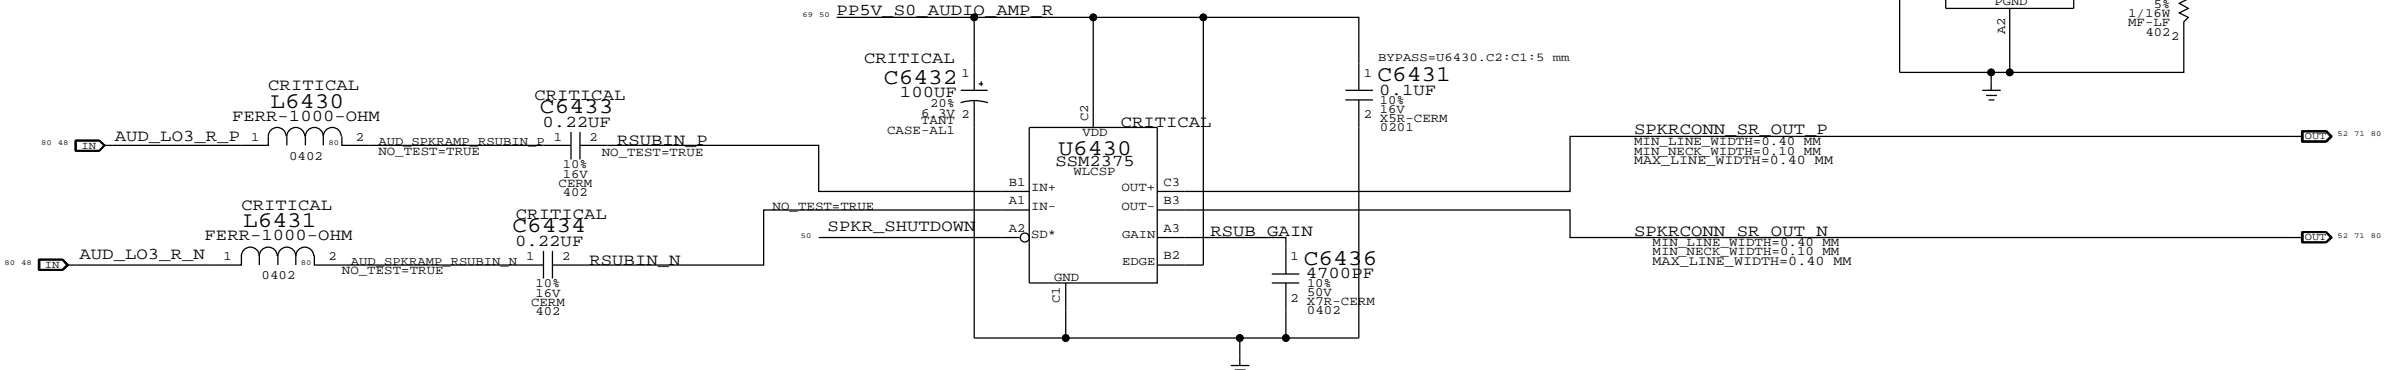 69 50 PP5V_S0_AUDIO_AMP_R
PGND
A2
5%
1/16W
MF-LF
402
2
CRITICAL
C6432
100UF
20%
6.3V
TANT
CASE-AL1
1
+
2
BYPASS=U6430.C2:C1:5 mm
1
C6431
0.1UF
10%
16V
2
X5R-CERM
0201
CRITICAL
L6430
FERR-1000-OHM
80 48 IN AUD_LO3_R_P 1
2
80
0402
AUD_SPKRAMP_RSUBIN_P
NO_TEST=TRUE
CRITICAL
C6433
0.22UF
1 2
10%
16V
CERM
402
RSUBIN_P
NO_TEST=TRUE
CRITICAL
L6431
FERR-1000-OHM
80 48 IN AUD_LO3_R_N 1
2
80
0402
AUD_SPKRAMP_RSUBIN_N
NO_TEST=TRUE
CRITICAL
C6434
0.22UF
1 2
10%
16V
CERM
402
RSUBIN_N
NO_TEST=TRUE
50 SPKR_SHUTDOWN
C2
VDD
CRITICAL
U6430
SSM2375
WLCSP
B1 IN+
A1 IN-
A2 SD*
OUT+ C3
OUT- B3
GAIN A3
EDGE B2
GND
C1
RSUB_GAIN
1
C6436
4700PF
10%
50V
2
X7R-CERM
0402
SPKRCONN_SR_OUT_P
MIN_LINE_WIDTH=0.40 MM
MIN_NECK_WIDTH=0.10 MM
MAX_LINE_WIDTH=0.40 MM
OUT 52 71 80
SPKRCONN_SR_OUT_N
MIN_LINE_WIDTH=0.40 MM
MIN_NECK_WIDTH=0.10 MM
MAX_LINE_WIDTH=0.40 MM
OUT 52 71 80